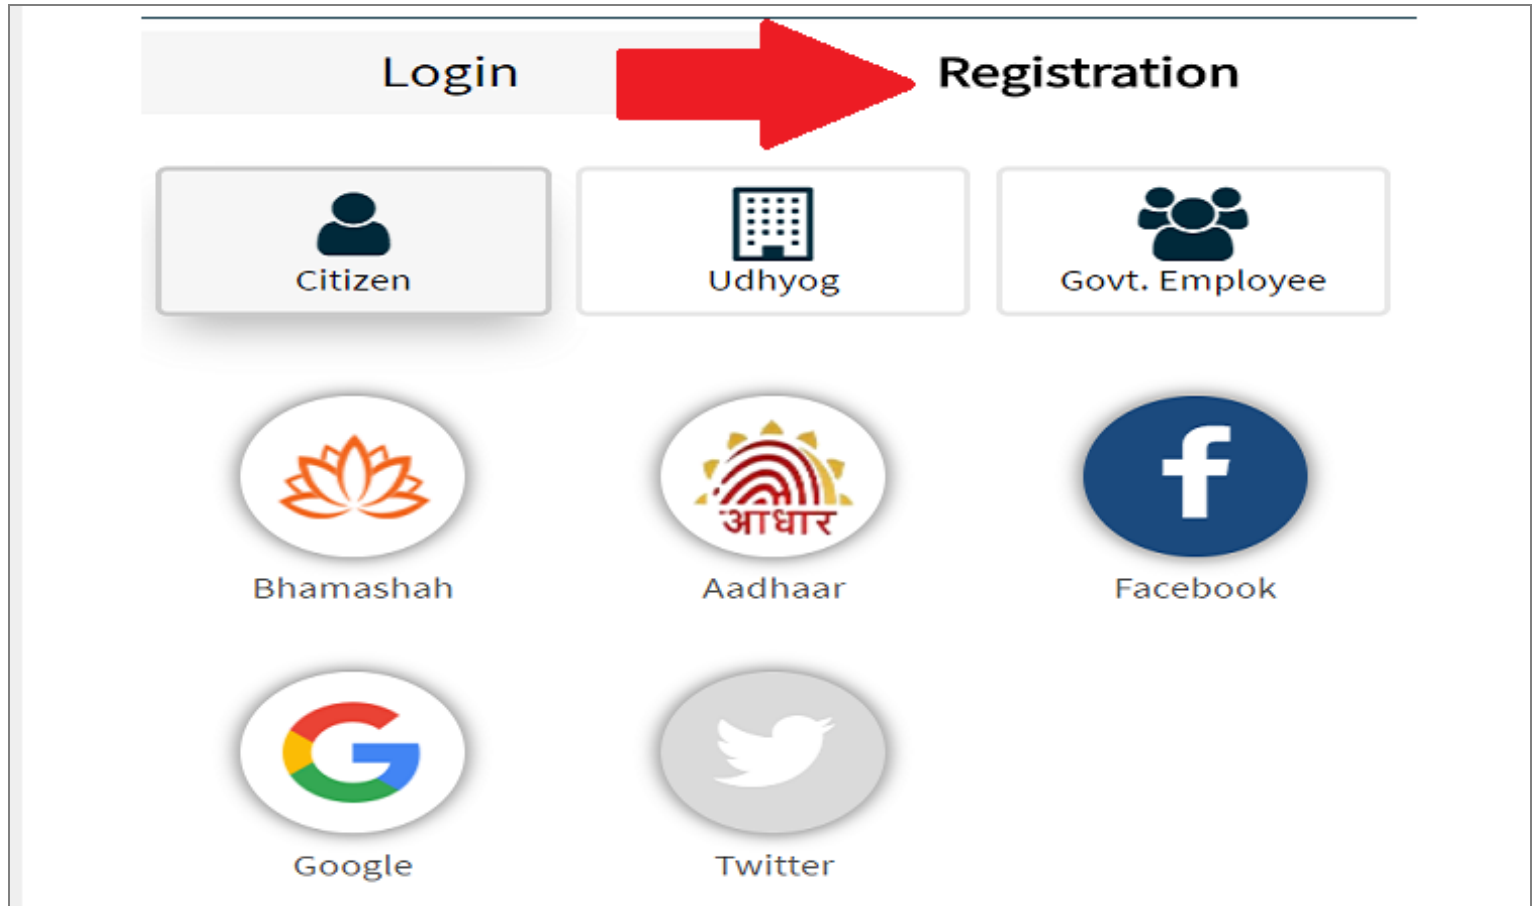 Login Registration
Citizen Udhyog Govt. Employee
आधार
Bhamashah Aadhaar Facebook
Google Twitter